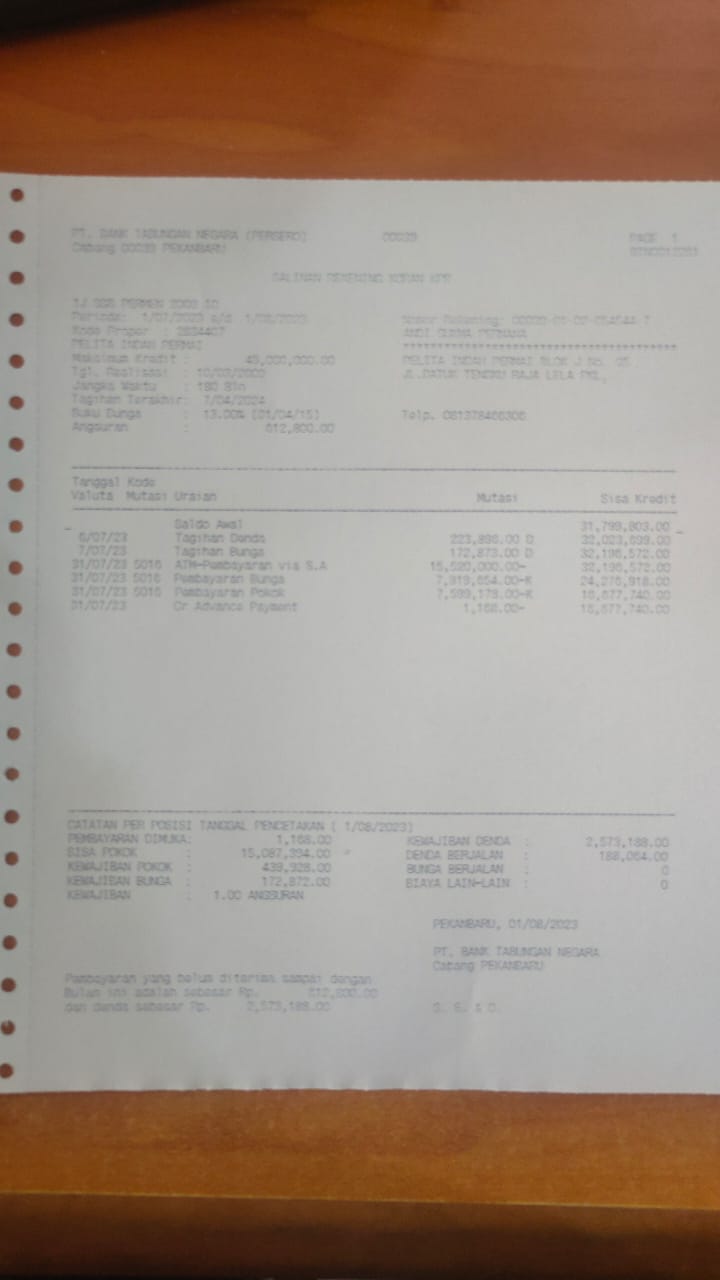 PT. BANK TABUNGAN NEGARA (PERSERO) 00039 PAGE 1
Cabang 00039 PEKANBARU
SALINAN REKENING KORAN KPR
Periode: 1/07/2023 s/d 1/08/2023 Nomor Rekening:
Kode Proper :
PELITA INDAH PERMAI
Maksimum Kredit : PELITA INDAH PERMAI BLOK J No.
Tgl. Realisasi : JL.DATUK TENGKU RAJA LELA PKL,
Jangka Waktu : 180 Bln
Tagihan Terakhir: 7/04/2024
Suku Bunga : 13.00% (01/04/15) Telp.
Angsuran : 612,800.00
Tanggal Kode
Valuta Mutasi Uraian Mutasi Sisa Kredit
Saldo Awal 31,799,803.00
6/07/23 Tagihan Denda 223,896.00 D 32,023,699.00
7/07/23 Tagihan Bunga 172,873.00 D 32,196,572.00
31/07/23 5016 ATM-Pembayaran via S.A 15,520,000.00- 32,196,572.00
31/07/23 5016 Pembayaran Bunga 7,919,654.00-K 24,276,918.00
31/07/23 5016 Pembayaran Pokok 7,599,178.00-K 16,677,740.00
31/07/23 Cr Advance Payment 1,168.00- 16,677,740.00
CATATAN PER POSISI TANGGAL PENCETAKAN ( 1/08/2023)
PEMBAYARAN DIMUKA: 1,168.00 KEWAJIBAN DENDA : 2,573,188.00
SISA POKOK : 15,087,394.00 DENDA BERJALAN : 188,064.00
KEWAJIBAN POKOK : 439,928.00 BUNGA BERJALAN : 0
KEWAJIBAN BUNGA : 172,872.00 BIAYA LAIN-LAIN : 0
KEWAJIBAN : 1.00 ANGSURAN
PEKANBARU, 01/08/2023
PT. BANK TABUNGAN NEGARA
Cabang PEKANBARU
Pembayaran yang belum diterima sampai dengan
Bulan ini adalah sebesar Rp. 612,800.00
dan denda sebesar Rp. 2,573,188.00